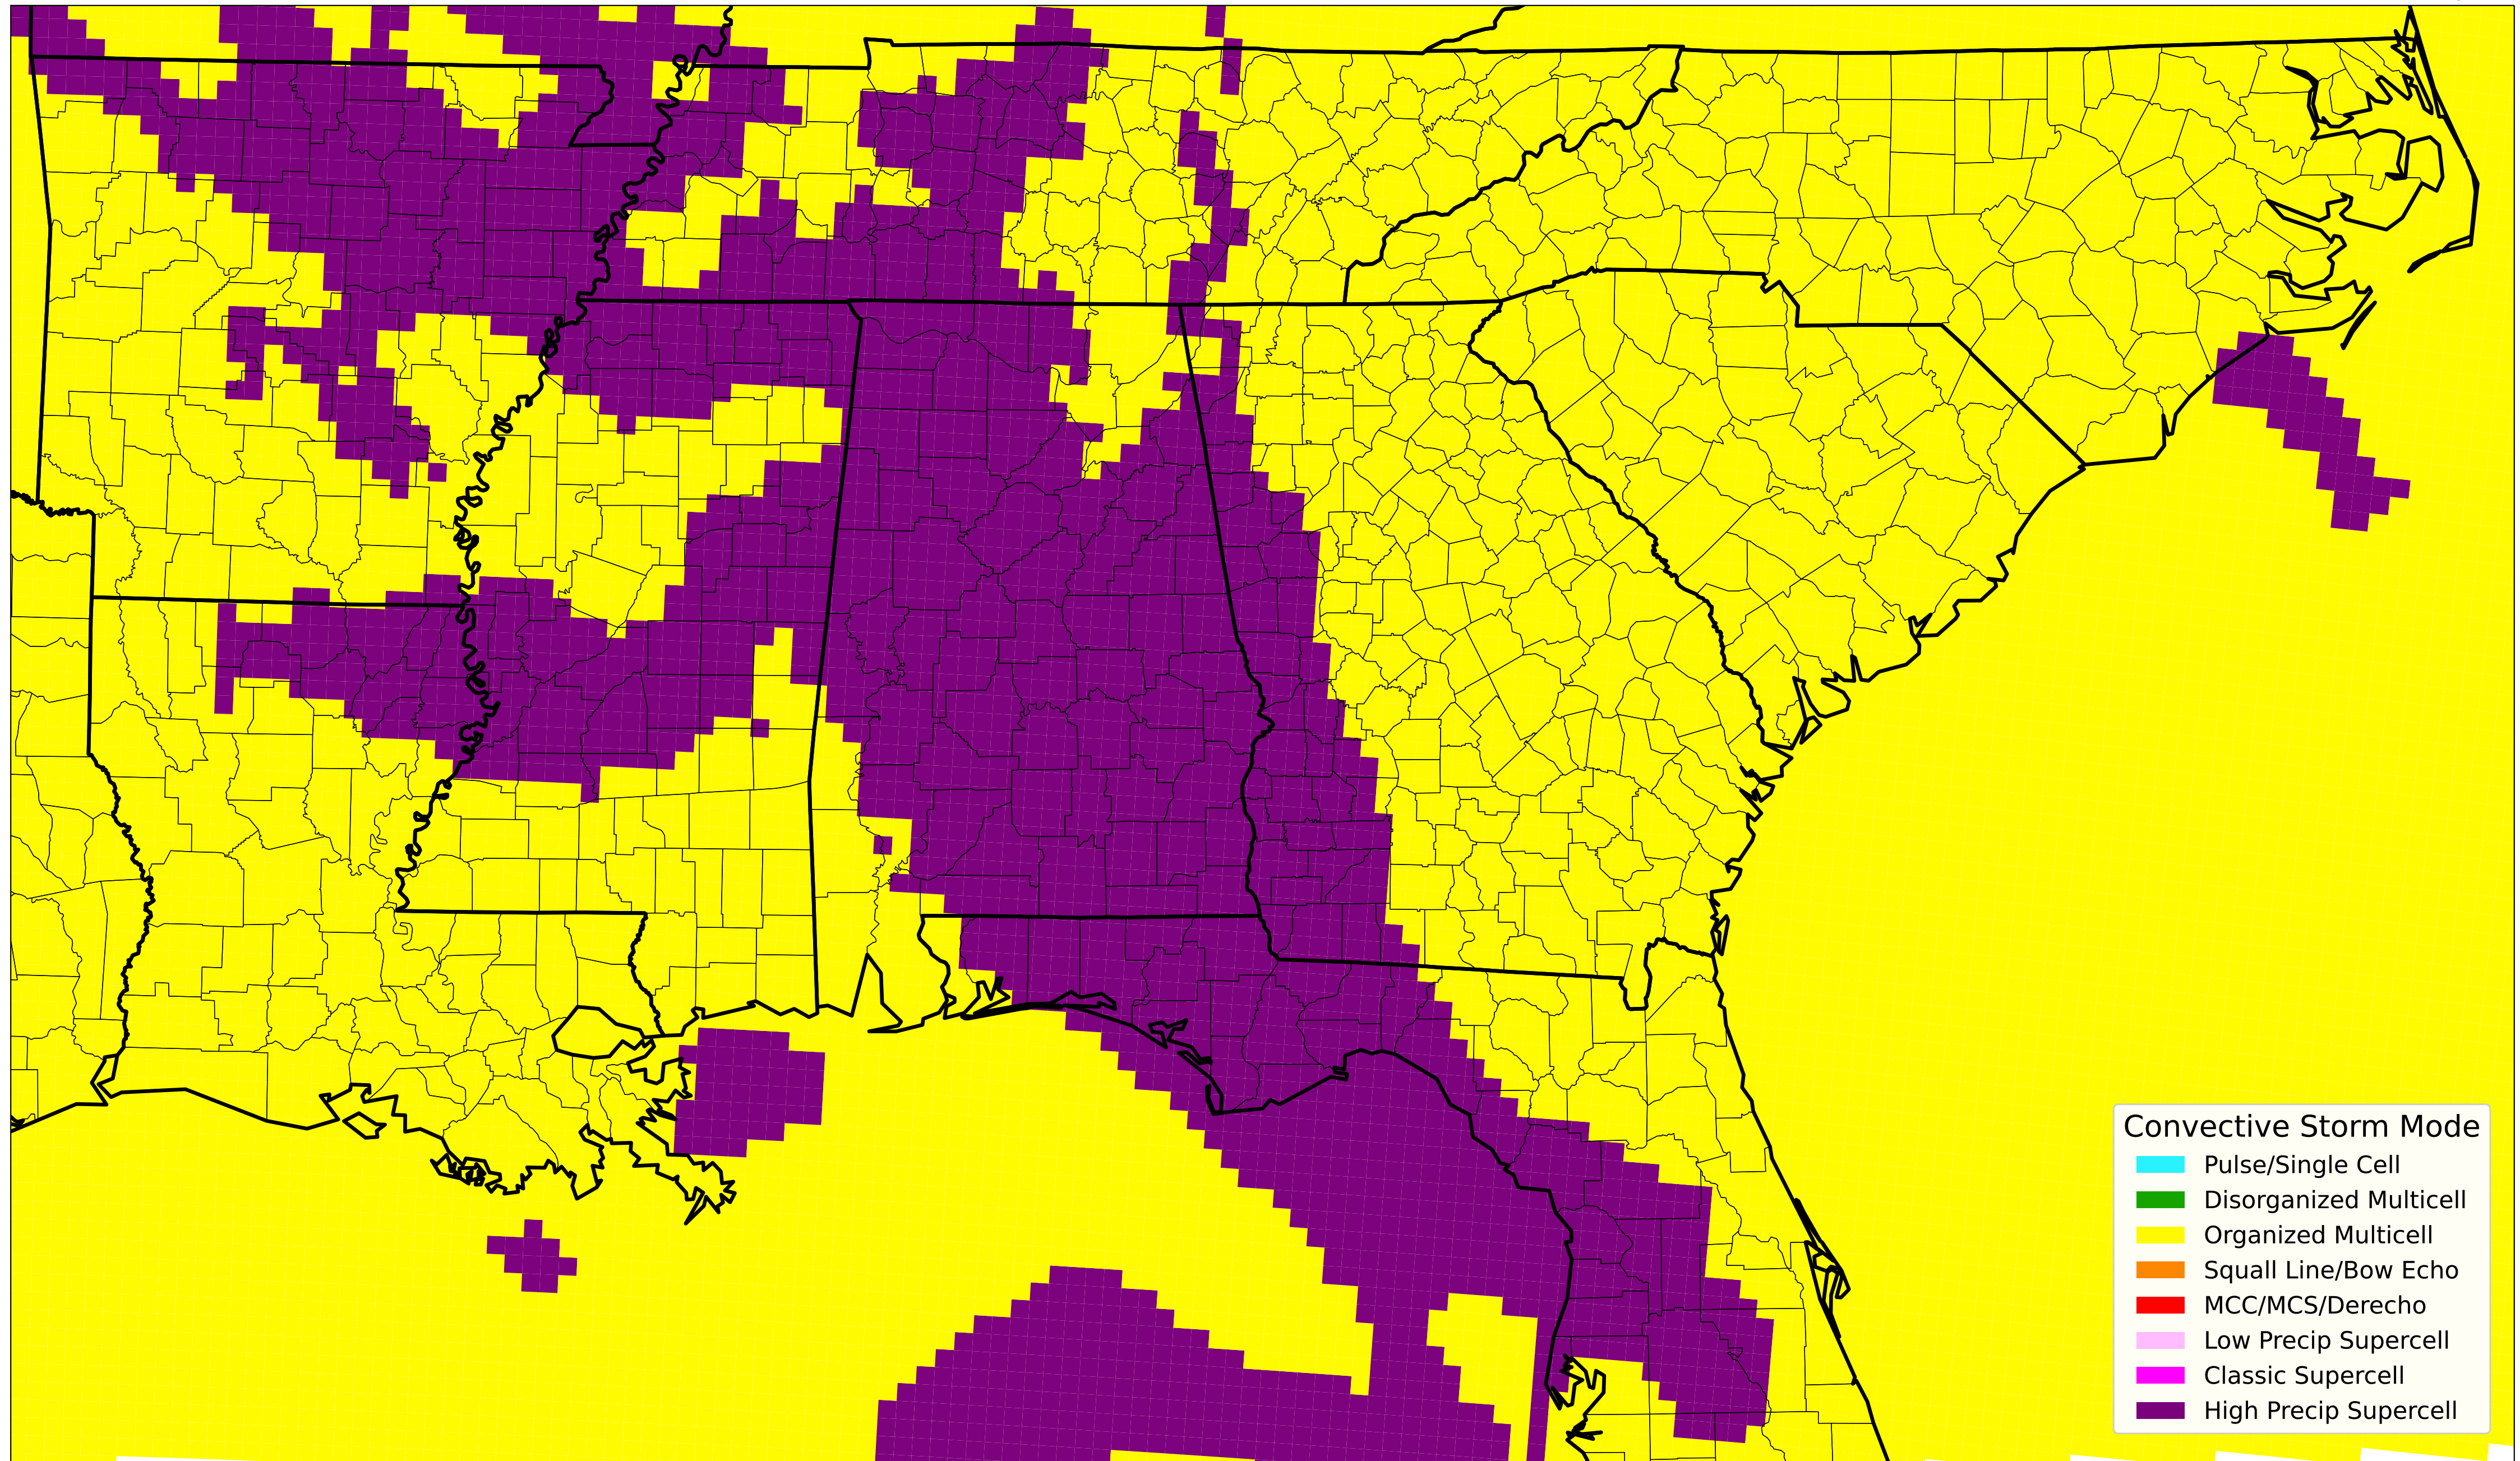 Convective Storm Mode
Pulse/Single Cell
Disorganized Multicell
Organized Multicell
Squall Line/Bow Echo
MCC/MCS/Derecho
Low Precip Supercell
Classic Supercell
High Precip Supercell